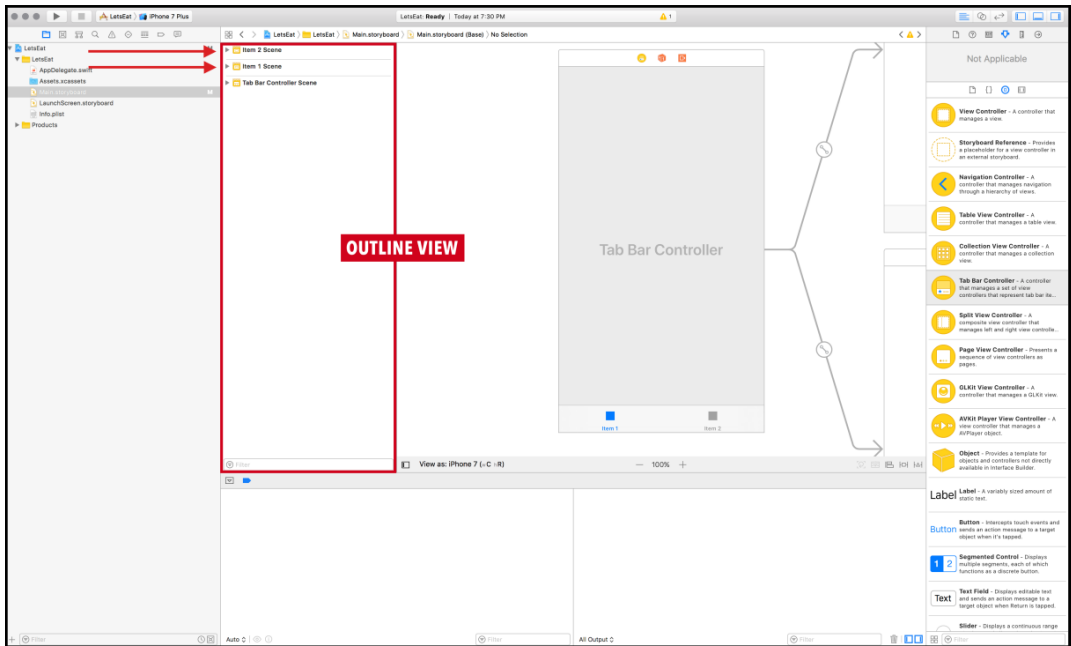 LetsEat
iPhone 7 Plus
LetsEat: Ready | Today at 7:30 PM
1
LetsEat
LetsEat
AppDelegate.swift
Assets.xcassets
Main.storyboard M
LaunchScreen.storyboard
Info.plist
Products
Filter
LetsEat
LetsEat
Main.storyboard
Main.storyboard (Base)
No Selection
Item 2 Scene
Item 1 Scene
Tab Bar Controller Scene
OUTLINE VIEW
Filter
Tab Bar Controller
Item 1
Item 2
View as: iPhone 7 (wC hR)
100%
Auto
Filter
All Output
Filter
Not Applicable
View Controller - A controller that
manages a view.
Storyboard Reference - Provides
a placeholder for a view controller in
an external storyboard.
Navigation Controller - A
controller that manages navigation
through a hierarchy of views.
Table View Controller - A
controller that manages a table view.
Collection View Controller - A
controller that manages a collection
view.
Tab Bar Controller - A controller
that manages a set of view
controllers that represent tab bar ite...
Split View Controller - A
composite view controller that
manages left and right view controlle...
Page View Controller - Presents a
sequence of view controllers as
pages.
GLKit View Controller - A
controller that manages a GLKit view.
AVKit Player View Controller - A
view controller that manages a
AVPlayer object.
Object - Provides a template for
objects and controllers not directly
available in Interface Builder.
Label
Label - A variably sized amount of
static text.
Button
Button - Intercepts touch events and
sends an action message to a target
object when it's tapped.
1 2
Segmented Control - Displays
multiple segments, each of which
functions as a discrete button.
Text
Text Field - Displays editable text
and sends an action message to a
target object when Return is tapped.
Slider - Displays a continuous range
Filter